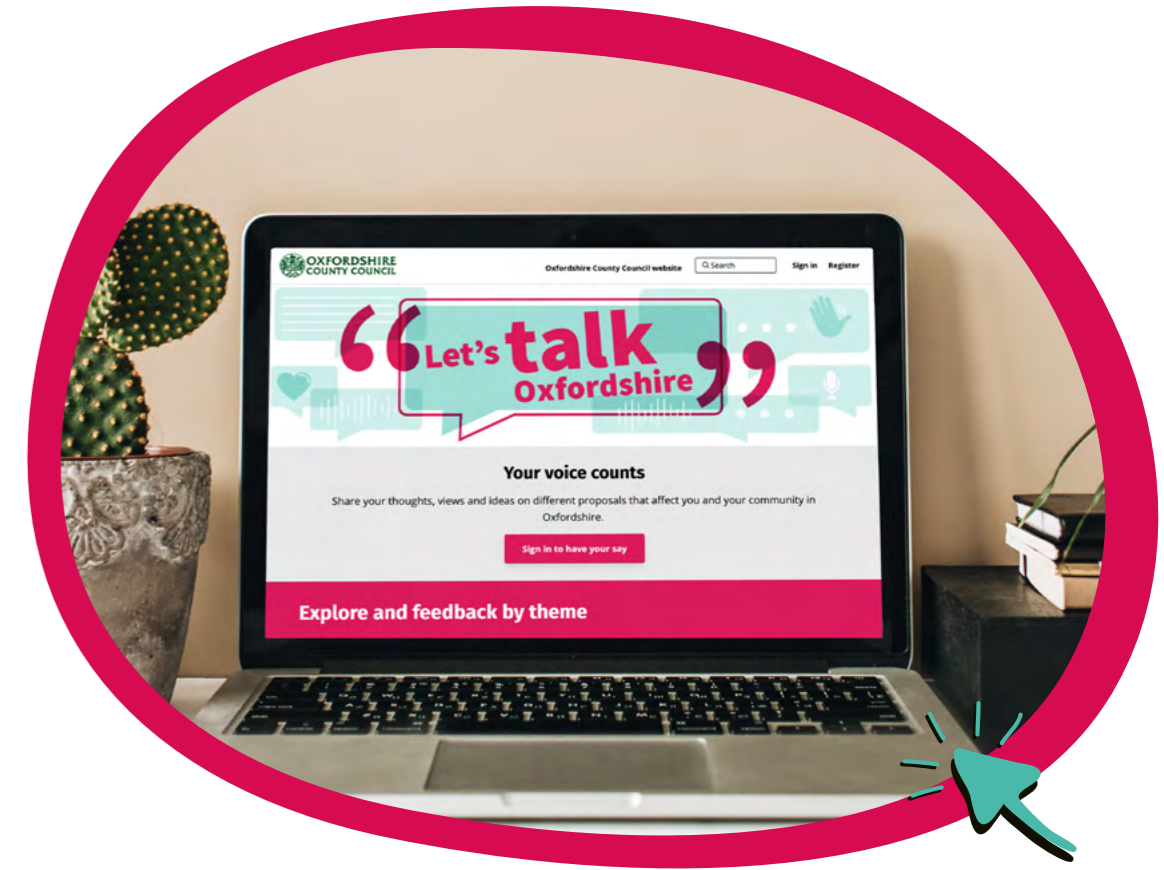 OXFORDSHIRE
COUNTY COUNCIL
Oxfordshire County Council website
Search
Sign in
Register
“Let’s talk
Oxfordshire”
Your voice counts
Share your thoughts, views and ideas on different proposals that affect you and your community in
Oxfordshire.
Sign in to have your say
Explore and feedback by theme